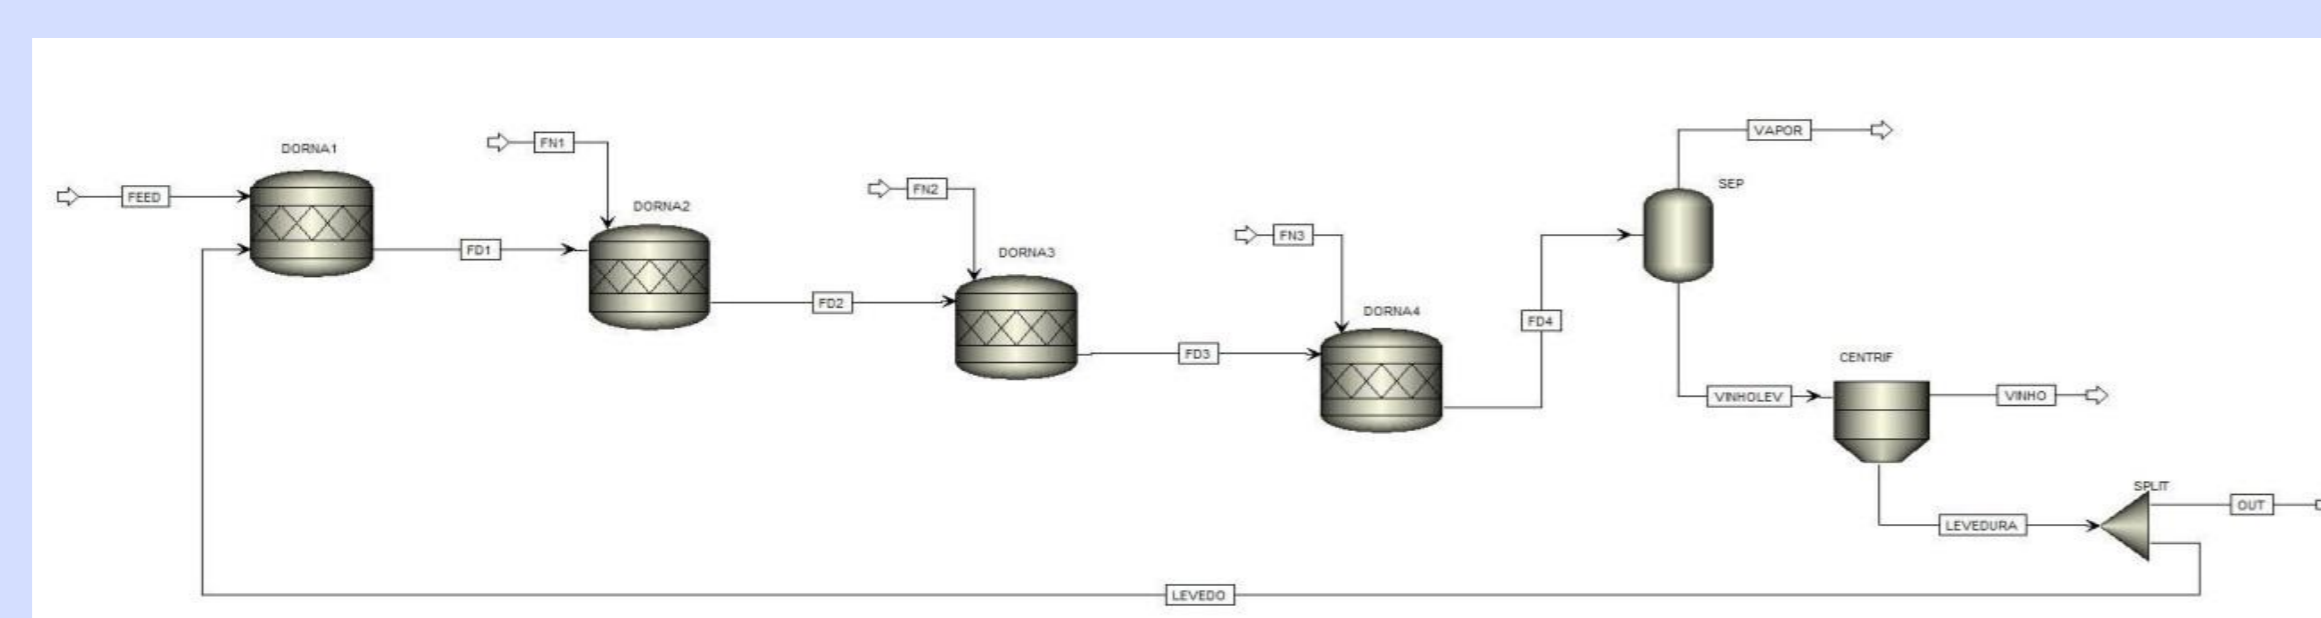 DORNA1
FEED
FD1
FN1
DORNA2
FD2
FN2
DORNA3
FD3
FN3
DORNA4
FD4
VAPOR
SEP
VINHOLEV
CENTRIF
VINHO
LEVEDURA
SPLIT
OUT
LEVEDO